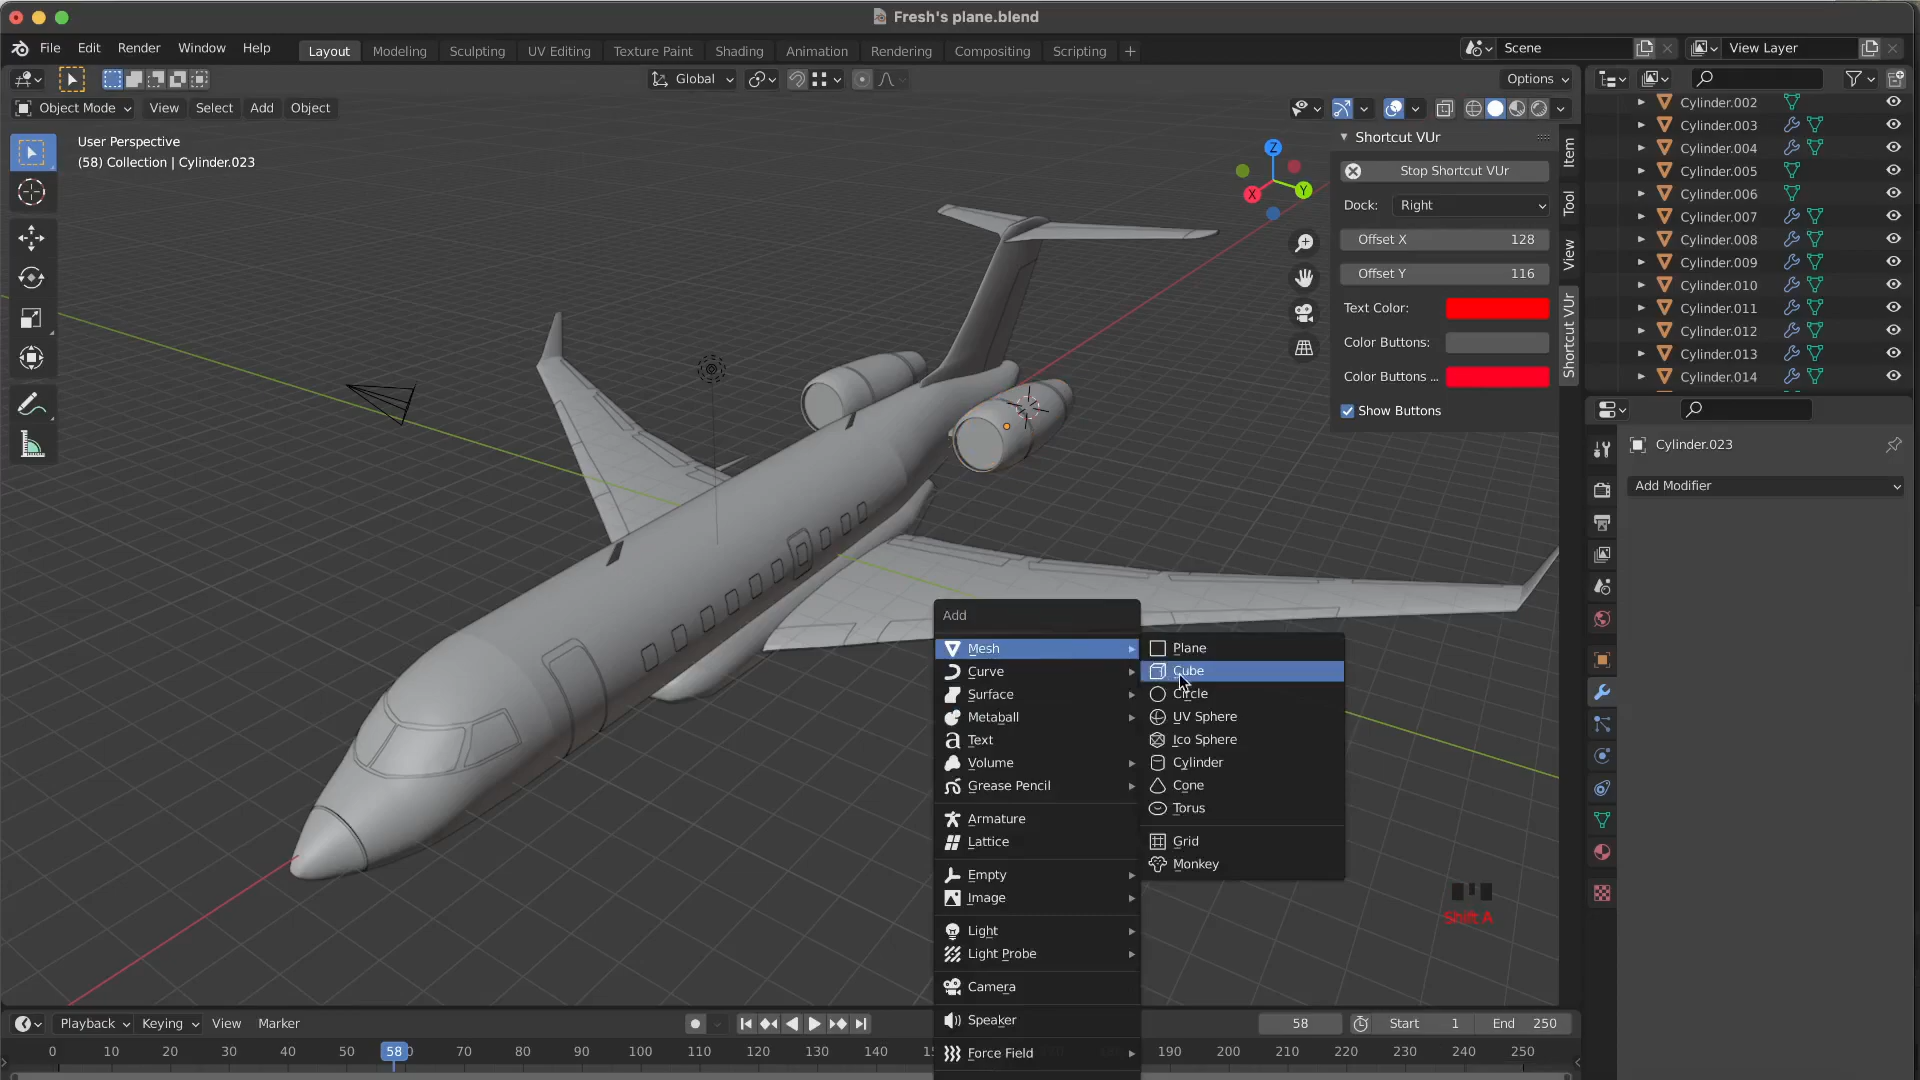 Fresh's plane.blend
File Edit Render Window Help Layout Modeling Sculpting UV Editing Texture Paint Shading Animation Rendering Compositing Scripting + Scene View Layer
Global Options
Object Mode View Select Add Object
User Perspective
(58) Collection | Cylinder.023
Z
X
Y
Shortcut VUr
Stop Shortcut VUr
Dock: Right
Offset X 128
Offset Y 116
Text Color:
Color Buttons:
Color Buttons ...
Show Buttons
Item
Tool
View
Shortcut VUr
Cylinder.002
Cylinder.003
Cylinder.004
Cylinder.005
Cylinder.006
Cylinder.007
Cylinder.008
Cylinder.009
Cylinder.010
Cylinder.011
Cylinder.012
Cylinder.013
Cylinder.014
Cylinder.023
Add Modifier
Add
Mesh
Curve
Surface
Metaball
Text
Volume
Grease Pencil
Armature
Lattice
Empty
Image
Light
Light Probe
Camera
Speaker
Force Field
Plane
Cube
Circle
UV Sphere
Ico Sphere
Cylinder
Cone
Torus
Grid
Monkey
Shift A
Playback Keying View Marker 58 Start 1 End 250
0 10 20 30 40 50 58 70 80 90 100 110 120 130 140 190 200 210 220 230 240 250